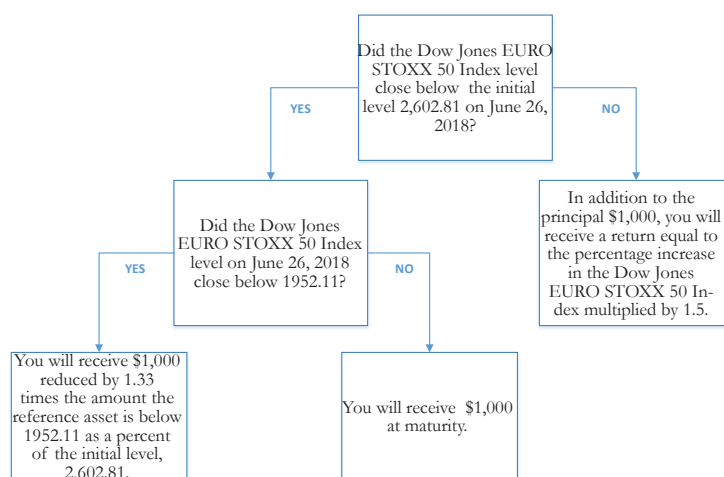 Did the Dow Jones EURO
STOXX 50 Index level
close below the initial
level 2,602.81 on June 26,
2018?
YES
NO
Did the Dow Jones
EURO STOXX 50 Index
level on June 26, 2018
close below 1952.11?
In addition to the
principal $1,000, you will
receive a return equal to
the percentage increase
in the Dow Jones
EURO STOXX 50 In-
dex multiplied by 1.5.
YES
NO
You will receive $1,000
reduced by 1.33
times the amount the
reference asset is below
1952.11 as a percent
of the initial level,
2,602.81.
You will receive $1,000
at maturity.